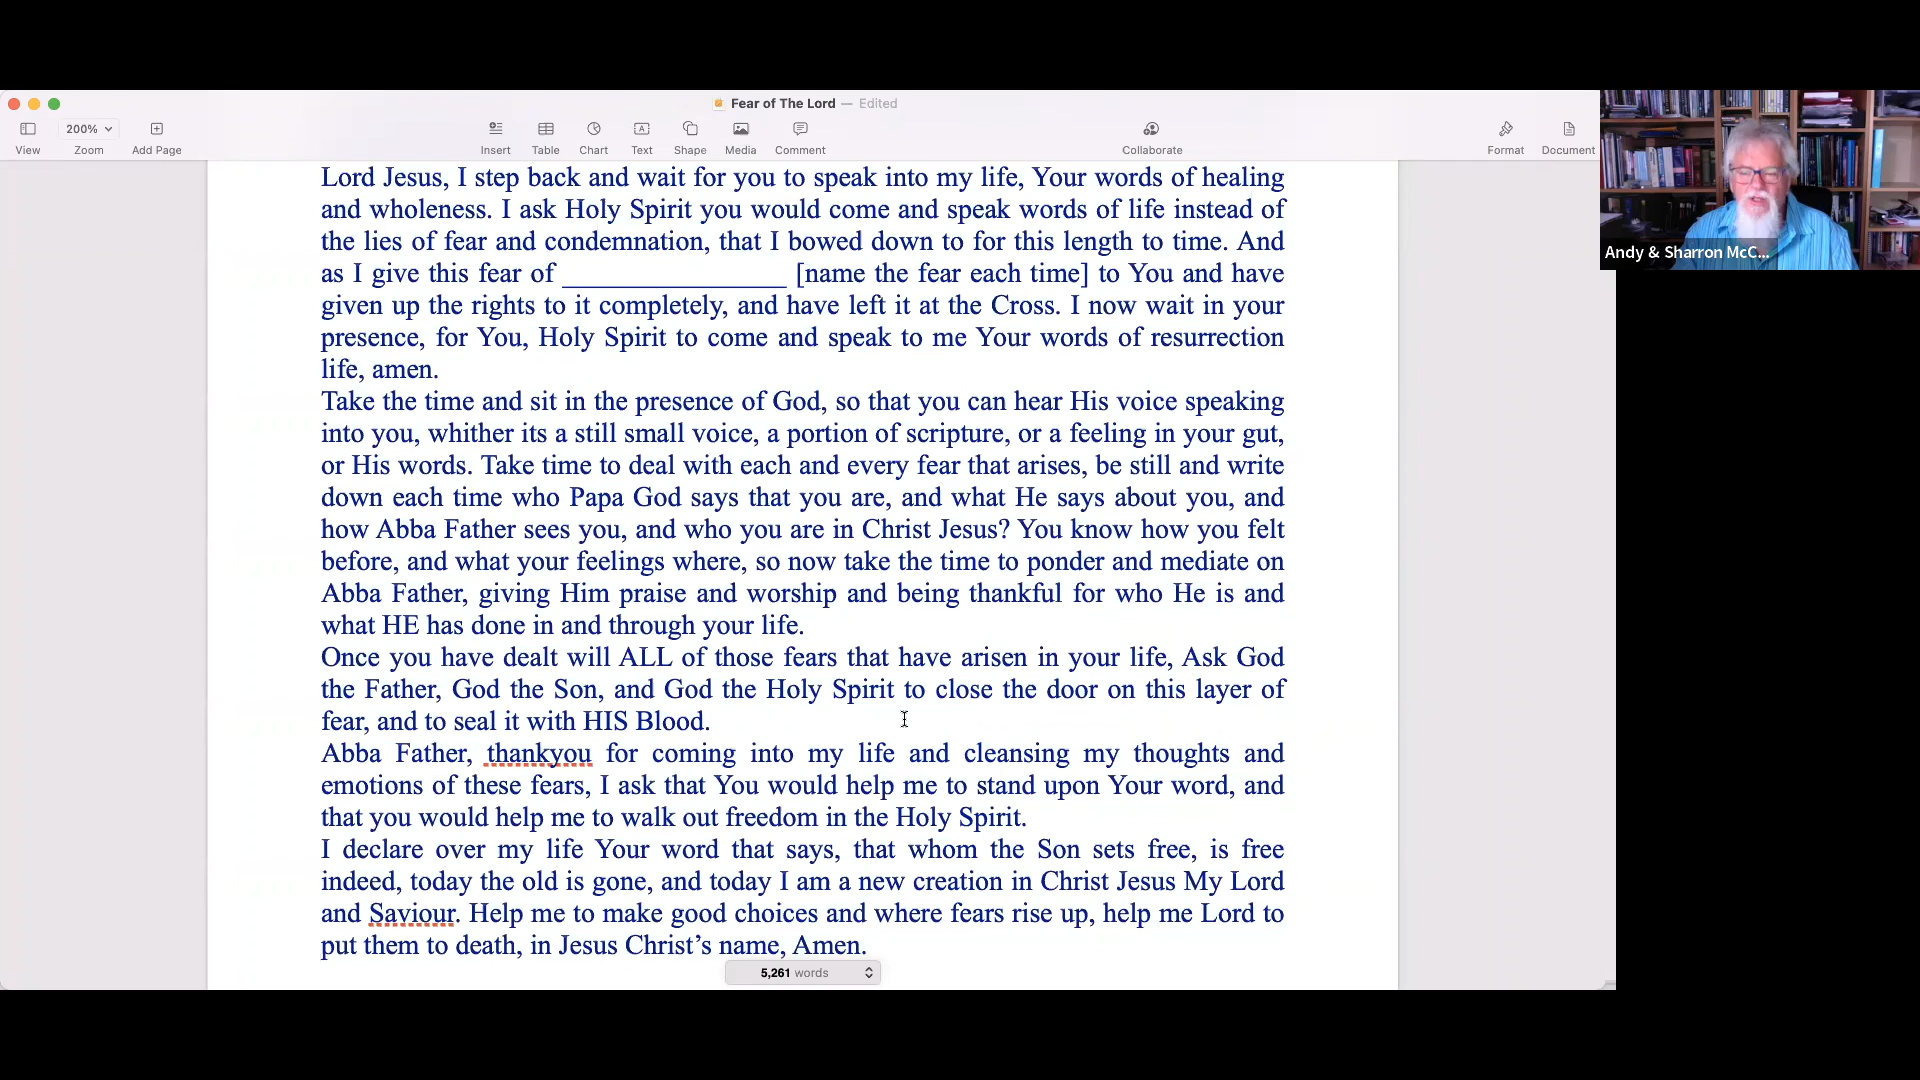 Fear of The Lord — Edited
200%
View Zoom Add Page Insert Table Chart Text Shape Media Comment Collaborate Format Document
Lord Jesus, I step back and wait for you to speak into my life, Your words of healing
and wholeness. I ask Holy Spirit you would come and speak words of life instead of
the lies of fear and condemnation, that I bowed down to for this length to time. And
as I give this fear of ________________ [name the fear each time] to You and have
given up the rights to it completely, and have left it at the Cross. I now wait in your
presence, for You, Holy Spirit to come and speak to me Your words of resurrection
life, amen.
Take the time and sit in the presence of God, so that you can hear His voice speaking
into you, whither its a still small voice, a portion of scripture, or a feeling in your gut,
or His words. Take time to deal with each and every fear that arises, be still and write
down each time who Papa God says that you are, and what He says about you, and
how Abba Father sees you, and who you are in Christ Jesus? You know how you felt
before, and what your feelings where, so now take the time to ponder and mediate on
Abba Father, giving Him praise and worship and being thankful for who He is and
what HE has done in and through your life.
Once you have dealt will ALL of those fears that have arisen in your life, Ask God
the Father, God the Son, and God the Holy Spirit to close the door on this layer of
fear, and to seal it with HIS Blood.
Abba Father, thankyou for coming into my life and cleansing my thoughts and
emotions of these fears, I ask that You would help me to stand upon Your word, and
that you would help me to walk out freedom in the Holy Spirit.
I declare over my life Your word that says, that whom the Son sets free, is free
indeed, today the old is gone, and today I am a new creation in Christ Jesus My Lord
and Saviour. Help me to make good choices and where fears rise up, help me Lord to
put them to death, in Jesus Christ’s name, Amen.
5,261 words
Andy & Sharron McC...